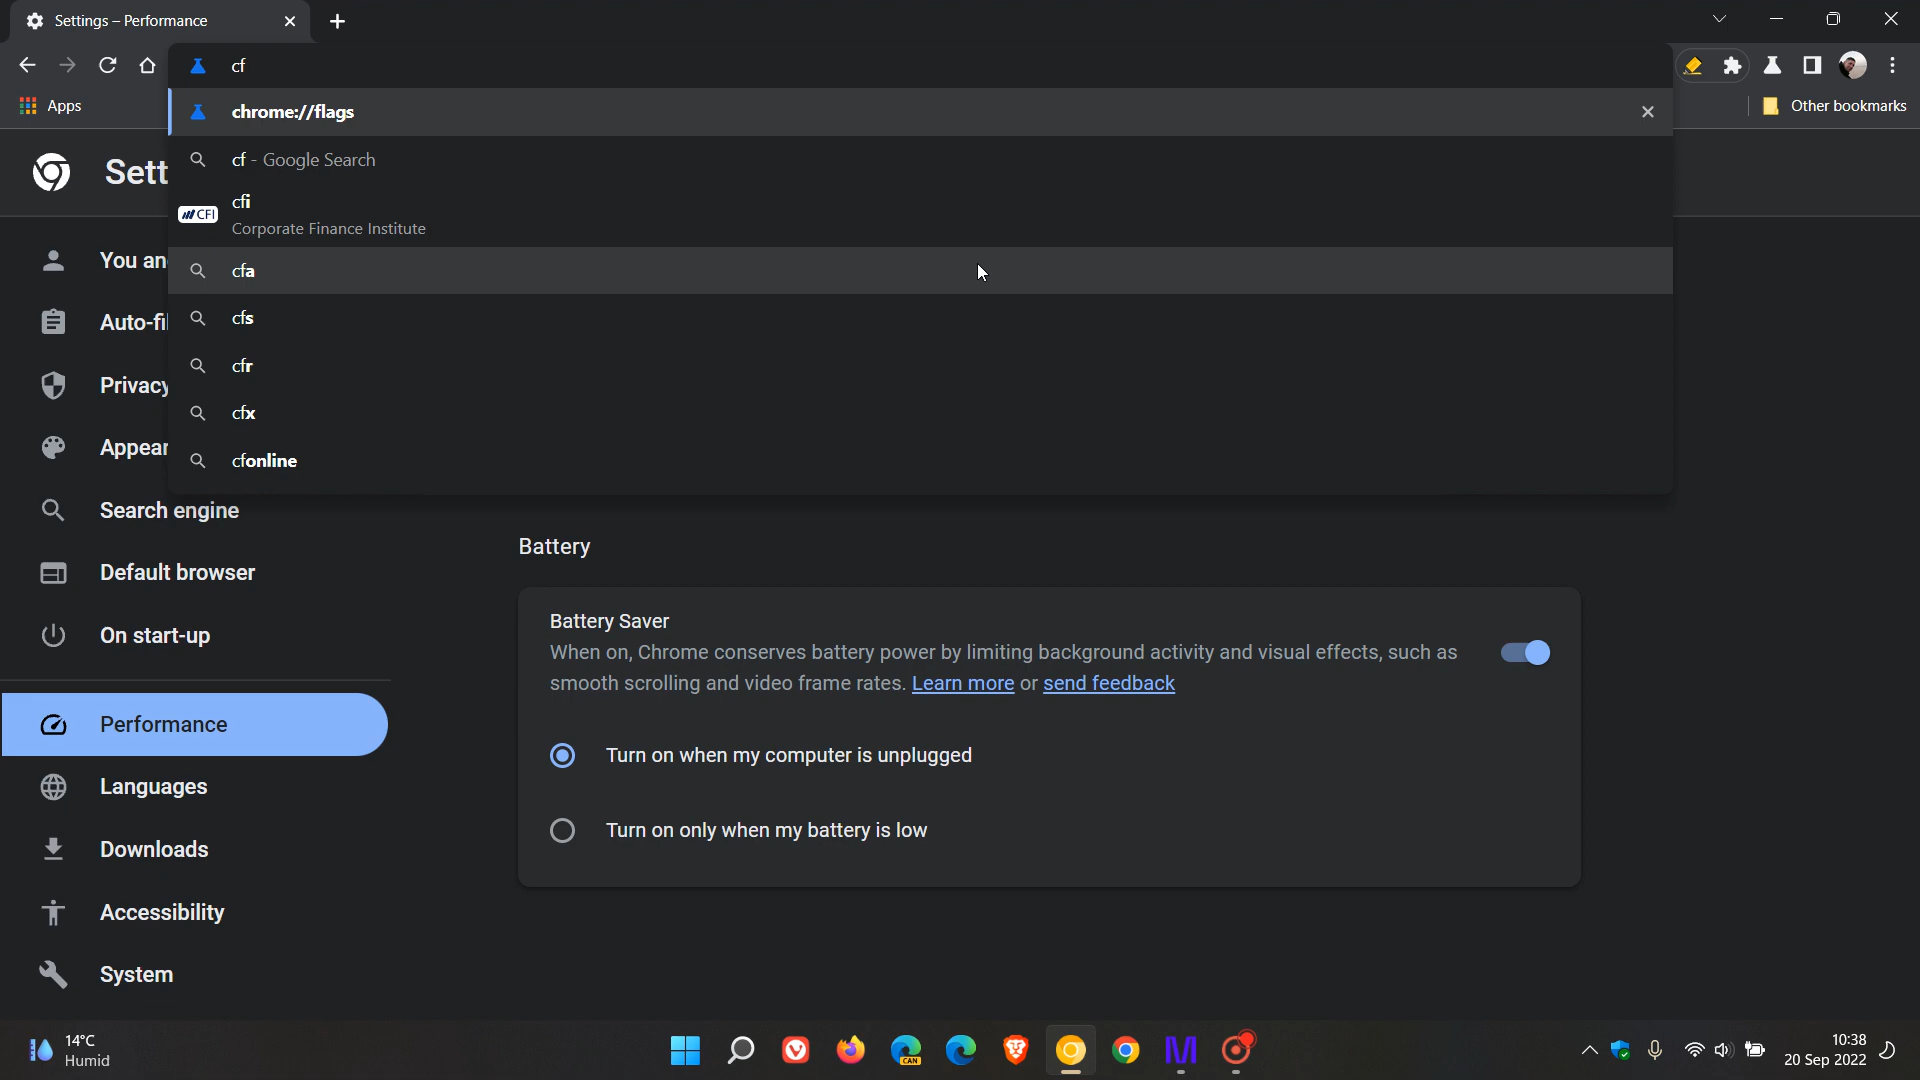 Settings – Performance
cf
Apps
chrome://flags
Other bookmarks
Sett
cf - Google Search
cfi
CFI
Corporate Finance Institute
You an
cfa
Auto-fil
cfs
Privacy
cfr
cfx
Appear
cfonline
Search engine
Battery
Default browser
Battery Saver
When on, Chrome conserves battery power by limiting background activity and visual effects, such as
smooth scrolling and video frame rates. Learn more or send feedback
On start-up
Performance
Turn on when my computer is unplugged
Languages
Turn on only when my battery is low
Downloads
Accessibility
System
14°C
Humid
CAN
10:38
20 Sep 2022